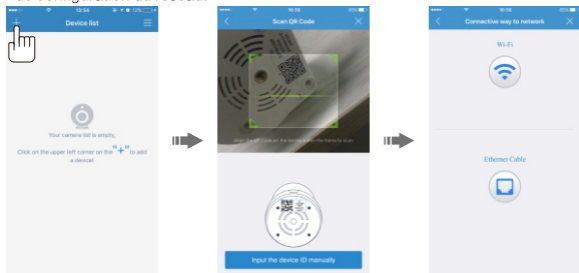 Device list
Your camera list is empty,
Click on the upper left corner on the "+" to add
a device!
Scan QR Code
Input the device ID manually
Connective way to network
Wi-Fi
Ethernet Cable